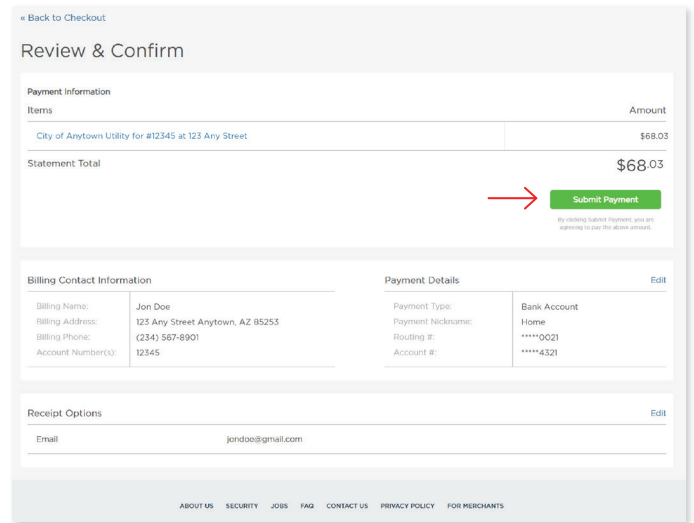 « Back to Checkout
Review & Confirm
Payment Information
Items Amount
City of Anytown Utility for #12345 at 123 Any Street $68.03
Statement Total $68.03
Submit Payment
By clicking Submit Payment, you are
agreeing to pay the above amount.
Billing Contact Information
Billing Name: Jon Doe
Billing Address: 123 Any Street Anytown, AZ 85253
Billing Phone: (234) 567-8901
Account Number(s): 12345
Payment Details Edit
Payment Type: Bank Account
Payment Nickname: Home
Routing #: *****0021
Account #: *****4321
Receipt Options Edit
Email jondoe@gmail.com
ABOUT US SECURITY JOBS FAQ CONTACT US PRIVACY POLICY FOR MERCHANTS